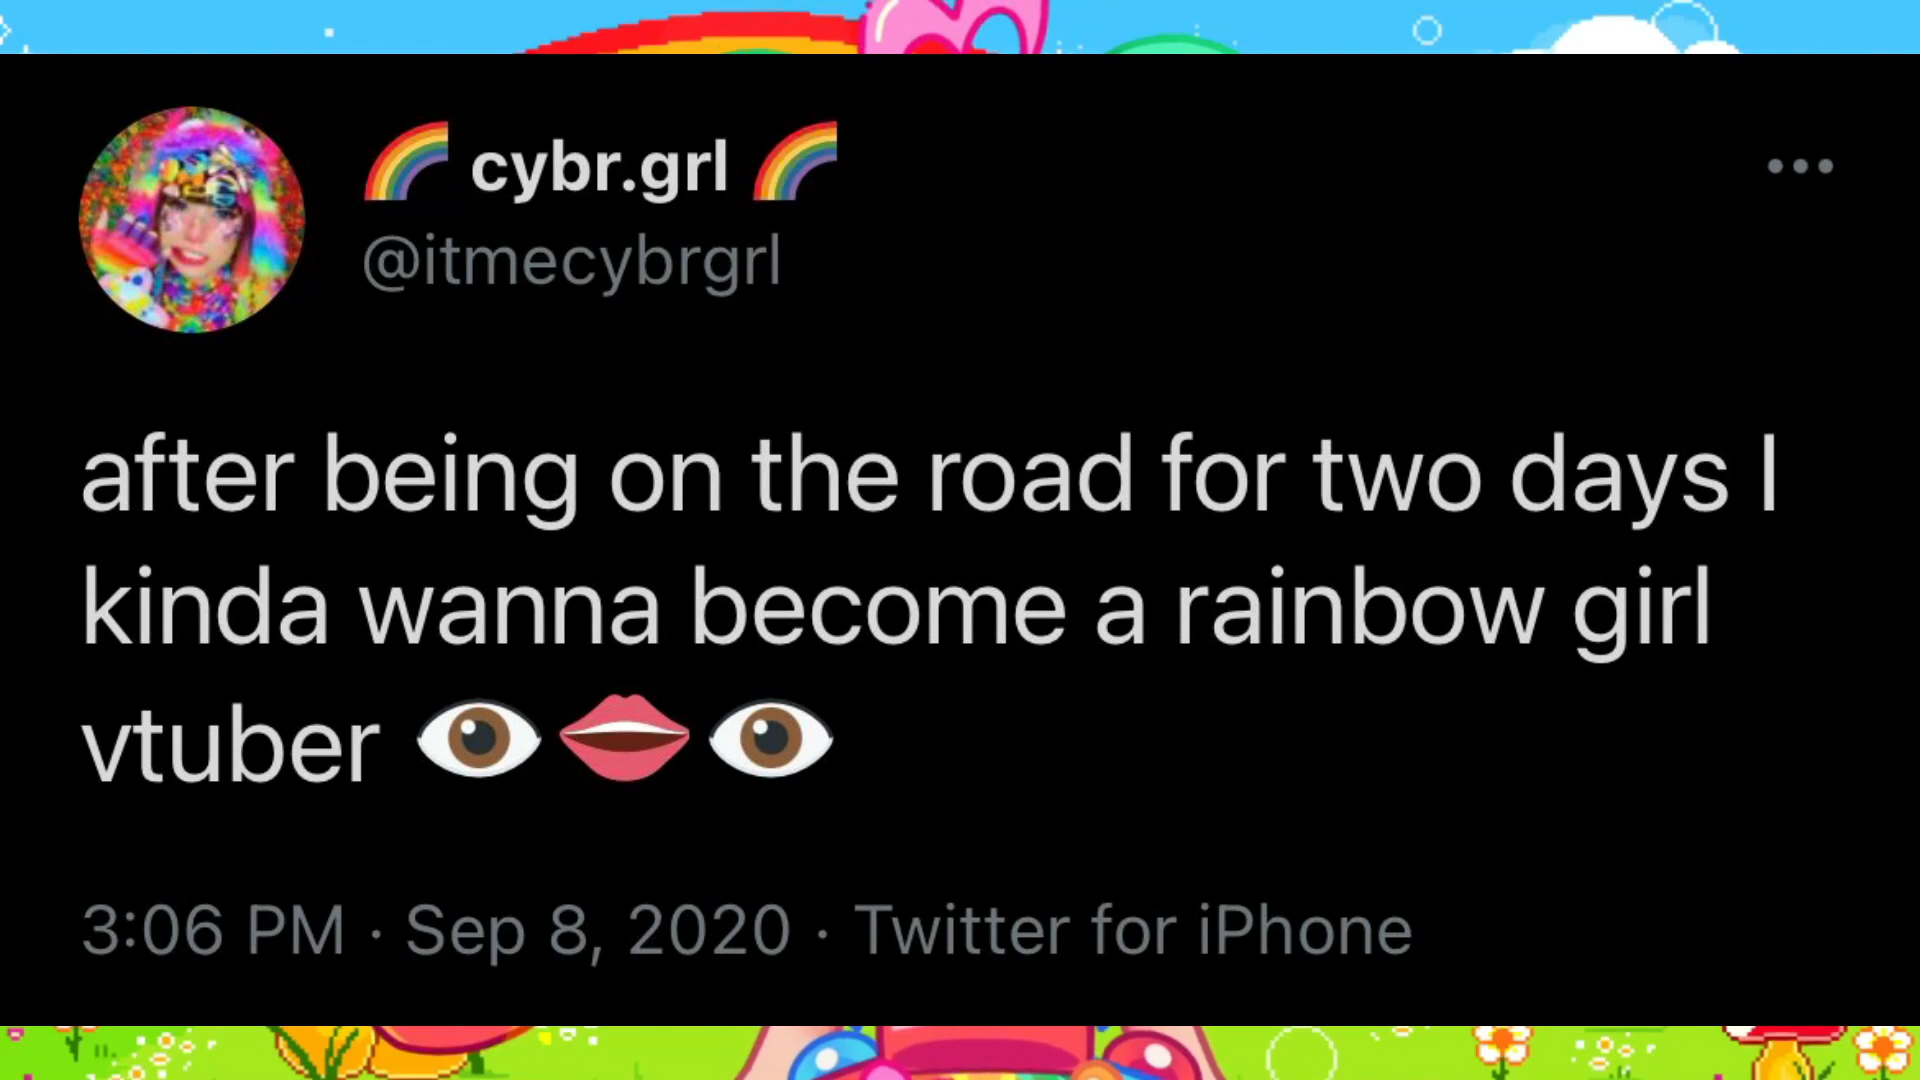 🌈 cybr.grl 🌈
@itmecybrgrl
after being on the road for two days I
kinda wanna become a rainbow girl
vtuber 👁👄👁
3:06 PM · Sep 8, 2020 · Twitter for iPhone